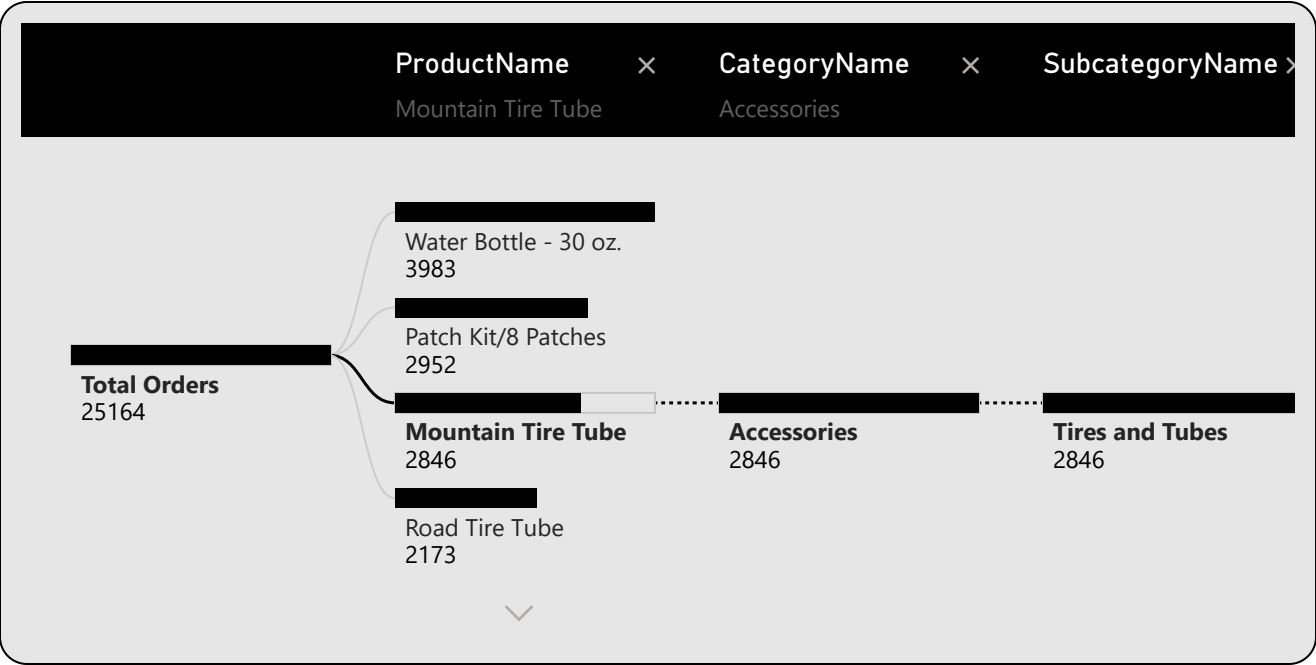 ProductName
Mountain Tire Tube
CategoryName
Accessories
SubcategoryName
Water Bottle - 30 oz.
3983
Patch Kit/8 Patches
2952
Total Orders
25164
Mountain Tire Tube
2846
Accessories
2846
Tires and Tubes
2846
Road Tire Tube
2173